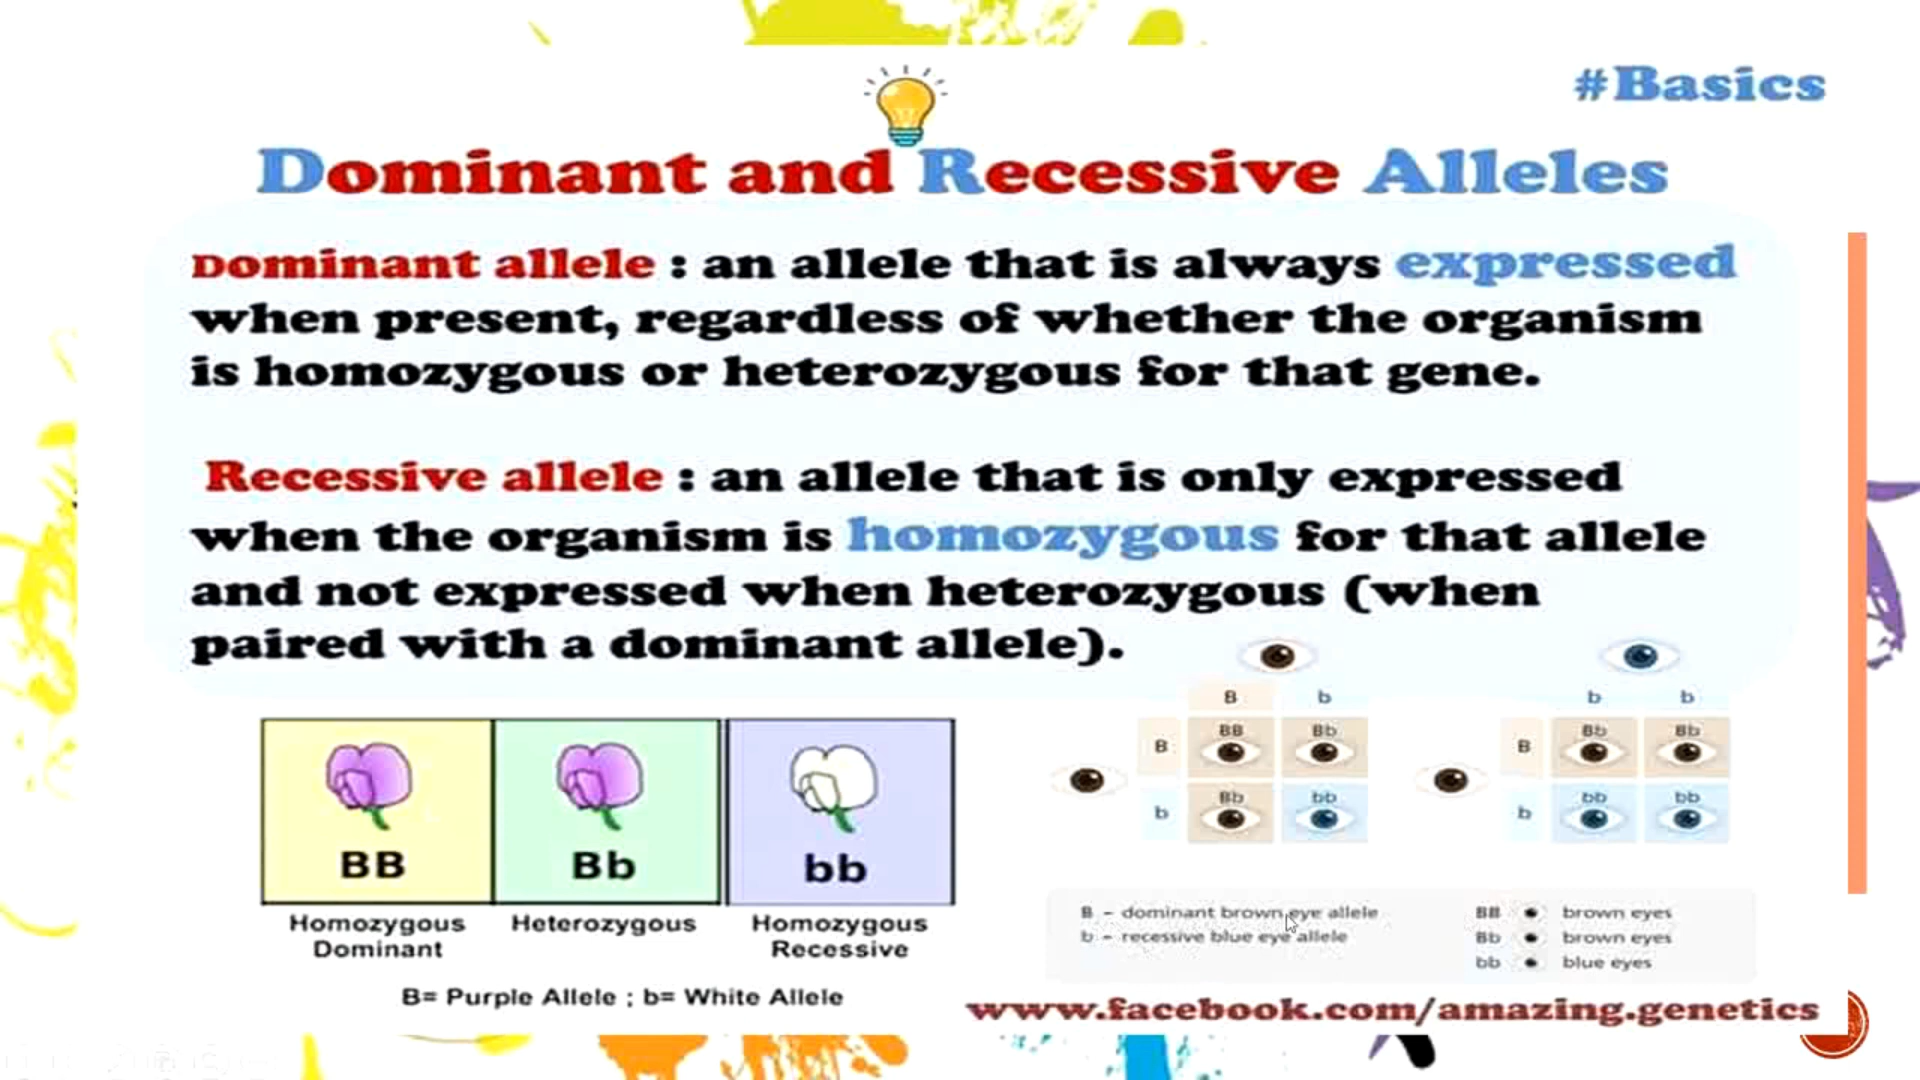 #Basics
Dominant and Recessive Alleles
Dominant allele : an allele that is always expressed
when present, regardless of whether the organism
is homozygous or heterozygous for that gene.
Recessive allele : an allele that is only expressed
when the organism is homozygous for that allele
and not expressed when heterozygous (when
paired with a dominant allele).
BB Bb bb
Homozygous Dominant
Heterozygous
Homozygous Recessive
B= Purple Allele ; b= White Allele
B b
B BB Bb
b Bb bb
b b
B Bb Bb
b bb bb
B – dominant brown eye allele
b – recessive blue eye allele
BB brown eyes
Bb brown eyes
bb blue eyes
www.facebook.com/amazing.genetics